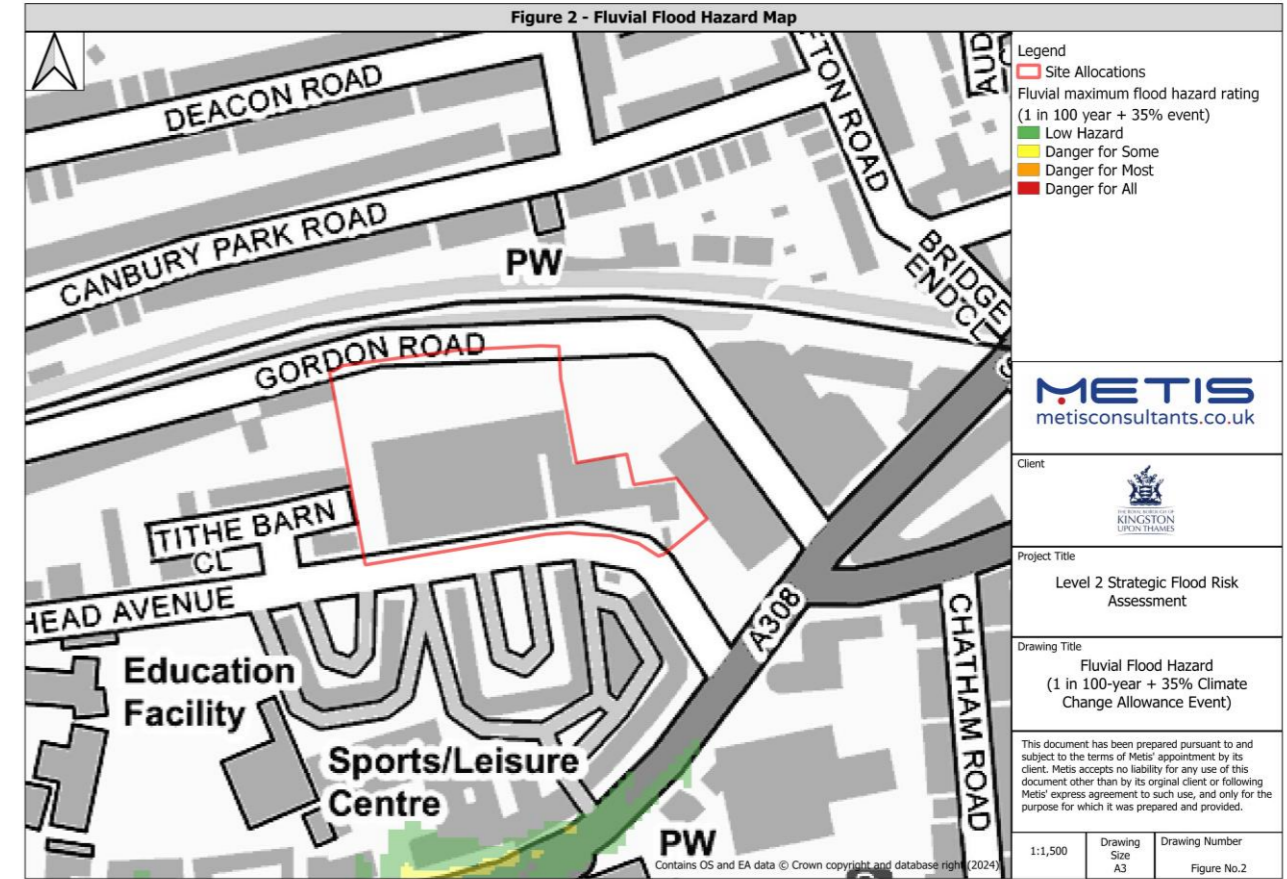 Figure 2 - Fluvial Flood Hazard Map
DEACON ROAD
TON ROAD
AUD
CANBURY PARK ROAD
PW
BRIDGE
END CL
GORDON ROAD
TITHE BARN
CL
HEAD AVENUE
A308
CHATHAM ROAD
Education
Facility
Sports/Leisure
Centre
PW
Contains OS and EA data © Crown copyright and database right (2024)
Legend
Site Allocations
Fluvial maximum flood hazard rating
(1 in 100 year + 35% event)
Low Hazard
Danger for Some
Danger for Most
Danger for All
METIS
metisconsultants.co.uk
Client
THE ROYAL BOROUGH OF
KINGSTON
UPON THAMES
Project Title
Level 2 Strategic Flood Risk
Assessment
Drawing Title
Fluvial Flood Hazard
(1 in 100-year + 35% Climate
Change Allowance Event)
This document has been prepared pursuant to and
subject to the terms of Metis' appointment by its
client. Metis accepts no liability for any use of this
document other than by its orginal client or following
Metis' express agreement to such use, and only for the
purpose for which it was prepared and provided.
1:1,500
Drawing
Size
A3
Drawing Number
Figure No.2